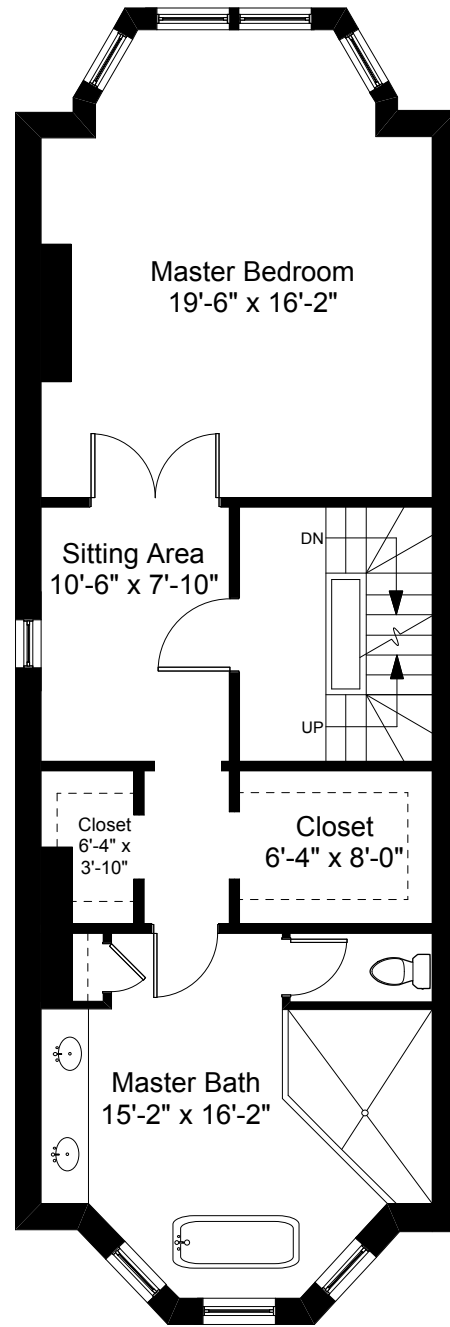 Master Bedroom
19'-6" x 16'-2"
DN
Sitting Area
10'-6" x 7'-10"
UP
Closet
6'-4" x
3'-10"
Closet
6'-4" x 8'-0"
Master Bath
15'-2" x 16'-2"